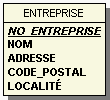 ENTREPRISE
NO_ENTREPRISE
NOM
ADRESSE
CODE_POSTAL
LOCALITÉ